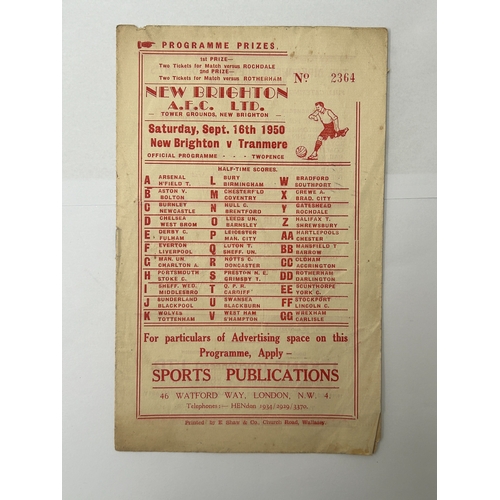 PROGRAMME PRIZES.
1st PRIZE—
Two Tickets for Match versus ROCHDALE
2nd PRIZE—
Two Tickets for Match versus ROTHERHAM
No 2364
NEW BRIGHTON
A.F.C. LTD.
TOWER GROUNDS, NEW BRIGHTON
Saturday, Sept. 16th 1950
New Brighton v Tranmere
OFFICIAL PROGRAMME - - - TWOPENCE
HALF-TIME SCORES.
A ARSENAL H'FIELD T. L BURY BIRMINGHAM W BRADFORD SOUTHPORT
B ASTON V. BOLTON M CHESTERFLD COVENTRY X CREWE A. BRAD. CITY
C BURNLEY NEWCASTLE N HULL C. BRENTFORD Y GATESHEAD ROCHDALE
D CHELSEA WEST BROM O LEEDS UN. BARNSLEY Z HALIFAX T. SHREWSBURY
E DERBY C. FULHAM P LEICESTER MAN. CITY AA HARTLEPOOLS CHESTER
F EVERTON LIVERPOOL Q LUTON T. SHEFF. UN. BB MANSFIELD T BARROW
G MAN. UN CHARLTON A. R NOTTS C. DONCASTER CC OLDHAM ACCRINGTON
H PORTSMOUTH STOKE C. S PRESTON N. E. GRIMSBY T. DD ROTHERHAM DARLINGTON
I SHEFF. WED. MIDDLESBRO T Q. P. R CARDIFF EE SCUNTHORPE YORK C.
J SUNDERLAND BLACKPOOL U SWANSEA BLACKBURN FF STOCKPORT LINCOLN C.
K WOLVES TOTTENHAM V WEST HAM S'HAMPTON GG WREXHAM CARLISLE
For particulars of Advertising space on this
Programme, Apply —
SPORTS PUBLICATIONS
46 WATFORD WAY, LONDON, N.W. 4.
Telephones:— HENdon 1934/2929/3370.
Printed by E Blair & Co. Church Road, Wallasey